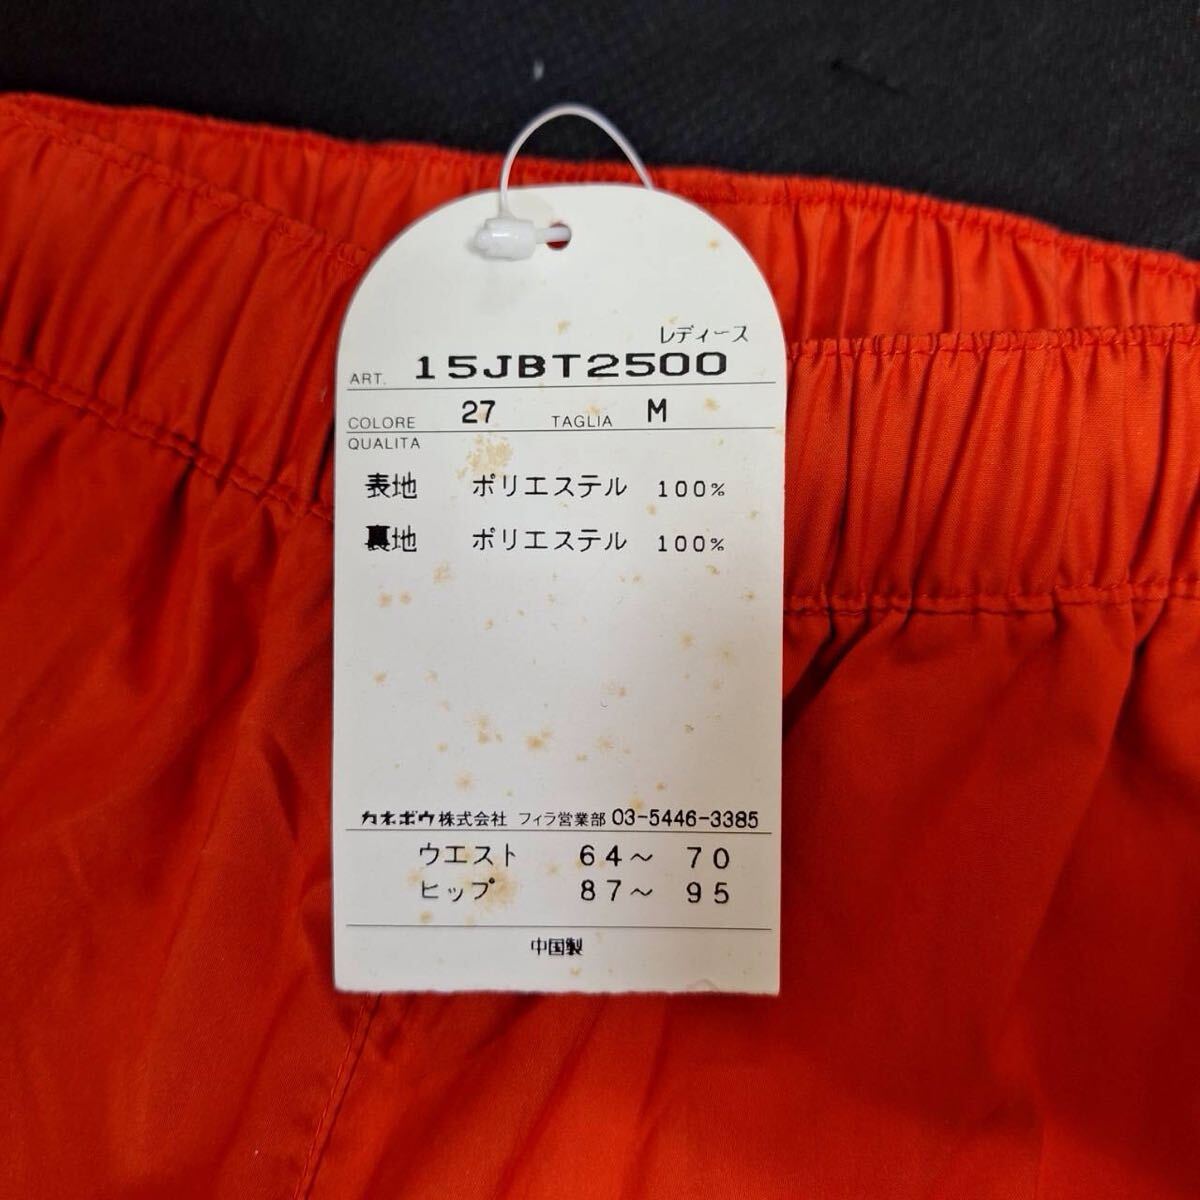 レディース
ART. 15JBT2500
COLORE 27 TAGLIA M
QUALITA
表地 ポリエステル 100%
裏地 ポリエステル 100%
カネボウ株式会社 フィラ営業部 03-5446-3385
ウエスト 64～ 70
ヒップ 87～ 95
中国製